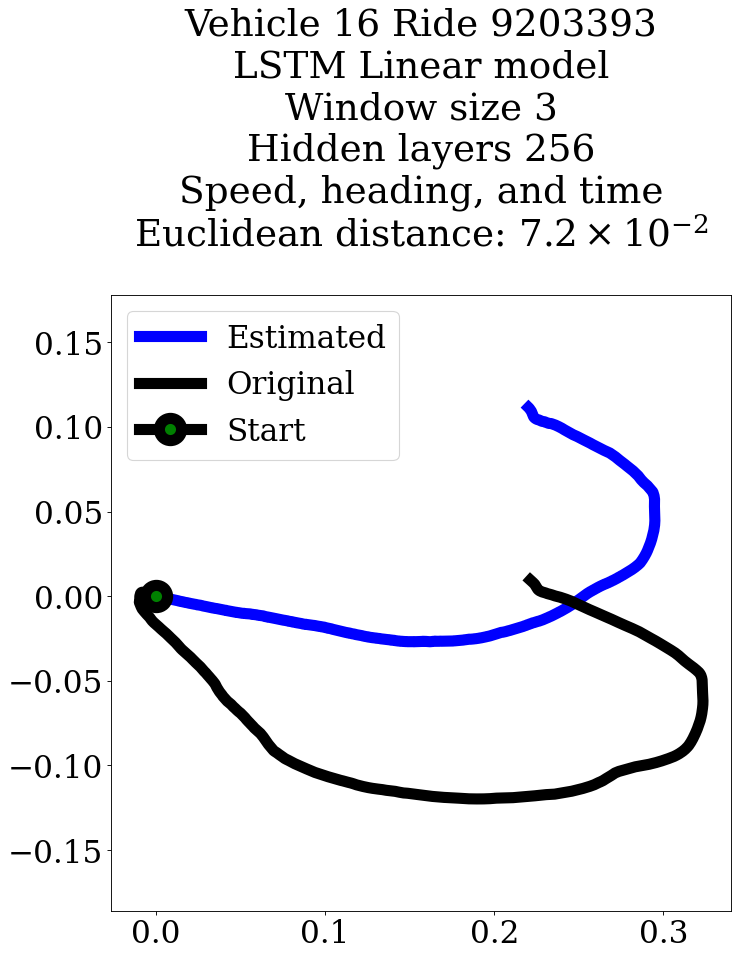 Vehicle 16 Ride 9203393
LSTM Linear model
Window size 3
Hidden layers 256
Speed, heading, and time
Euclidean distance: 7.2 × 10⁻²
Estimated
Original
Start
0.15
0.10
0.05
0.00
−0.05
−0.10
−0.15
0.0 0.1 0.2 0.3